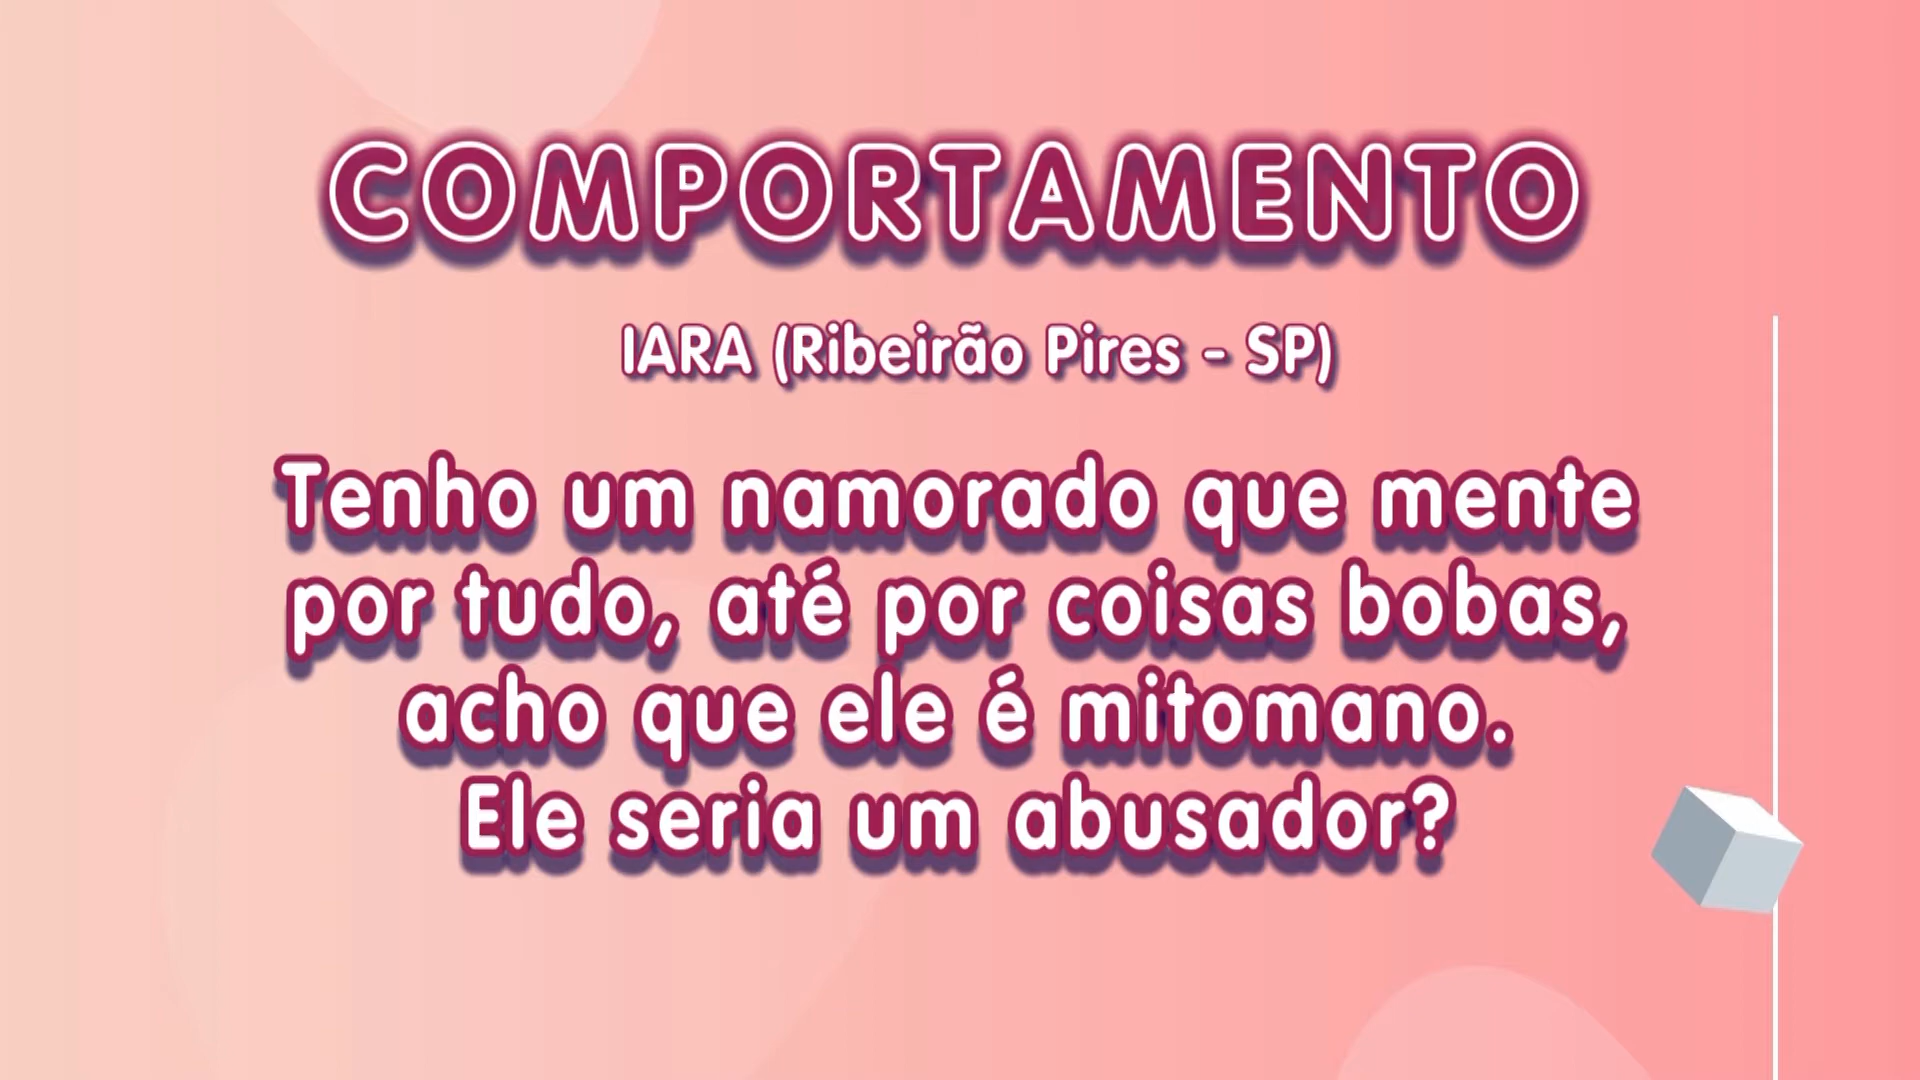 COMPORTAMENTO
IARA (Ribeirão Pires - SP)
Tenho um namorado que mente
por tudo, até por coisas bobas,
acho que ele é mitomano.
Ele seria um abusador?